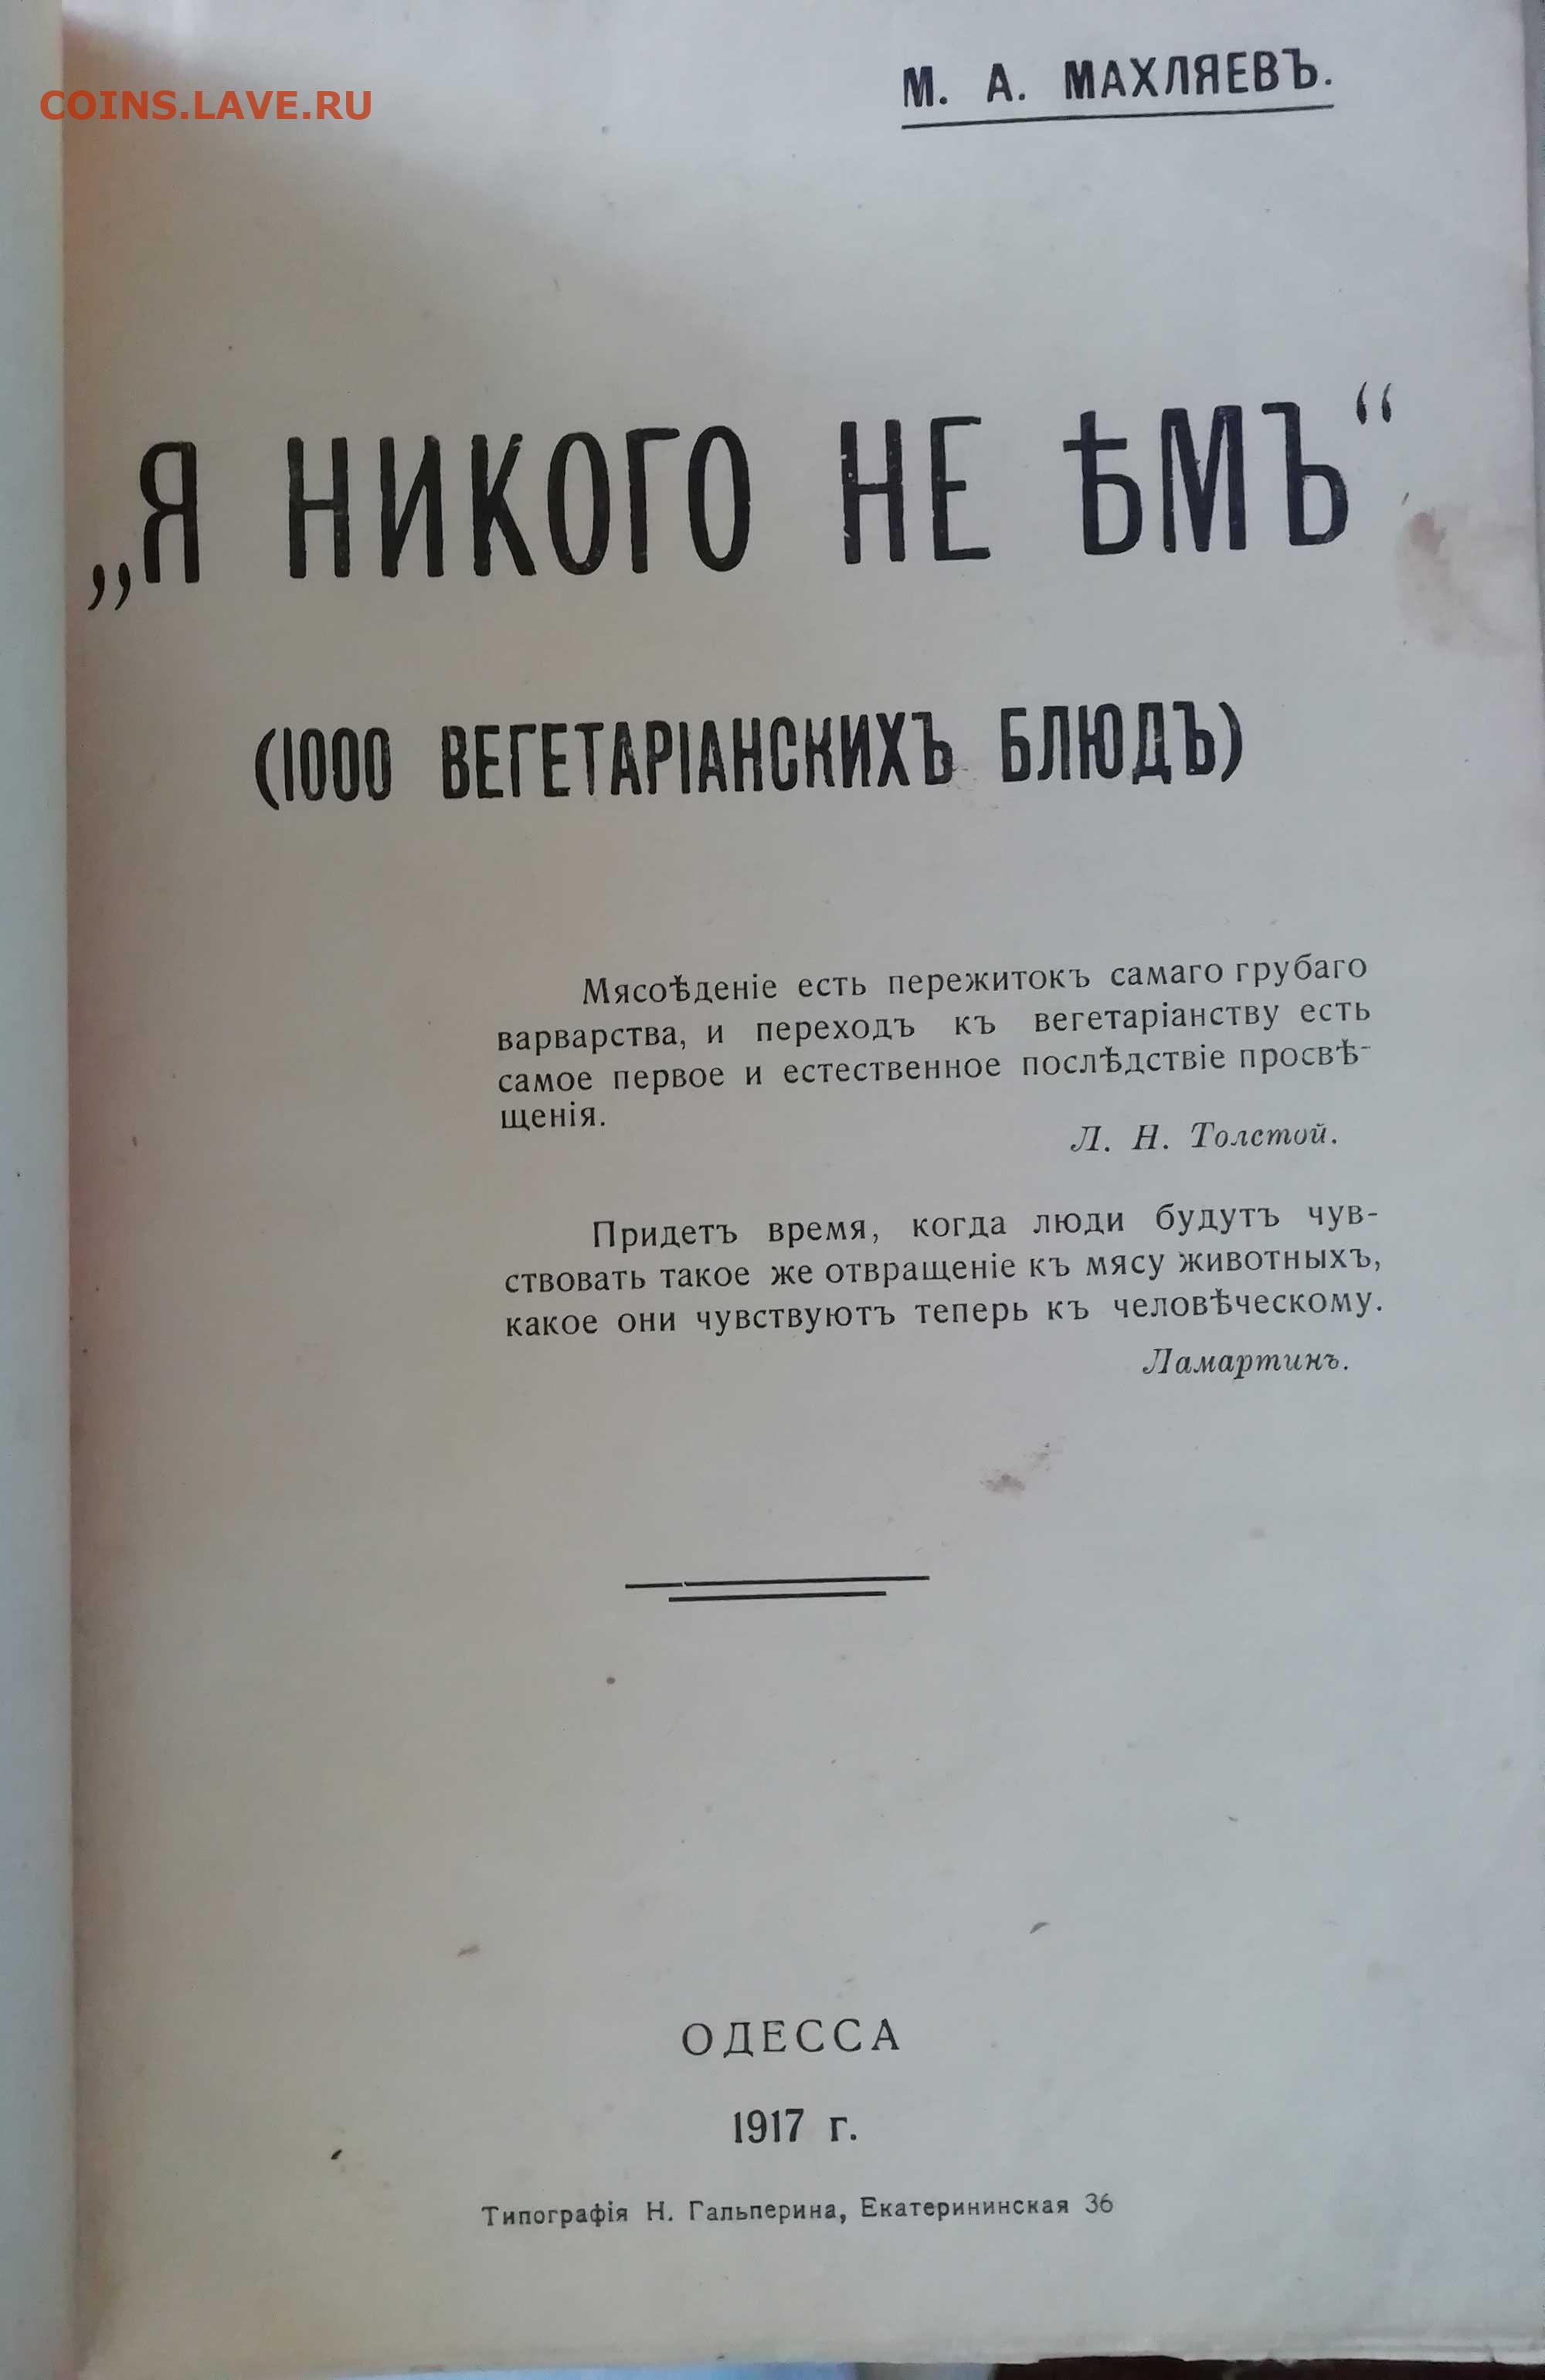 COINS.LAVE.RU
М. А. МАХЛЯЕВЪ.
„Я НИКОГО НЕ ѢМЪ“
(1000 ВЕГЕТАРІАНСКИХЪ БЛЮДЪ)
Мясоѣденіе есть пережитокъ самаго грубаго
варварства, и переходъ къ вегетаріанству есть
самое первое и естественное послѣдствіе просвѣ-
щенія.
Л. Н. Толстой.
Придетъ время, когда люди будутъ чув-
ствовать такое же отвращеніе къ мясу животныхъ,
какое они чувствуютъ теперь къ человѣческому.
Ламартинъ.
ОДЕССА
1917 г.
Типографія Н. Гальперина, Екатерининская 36